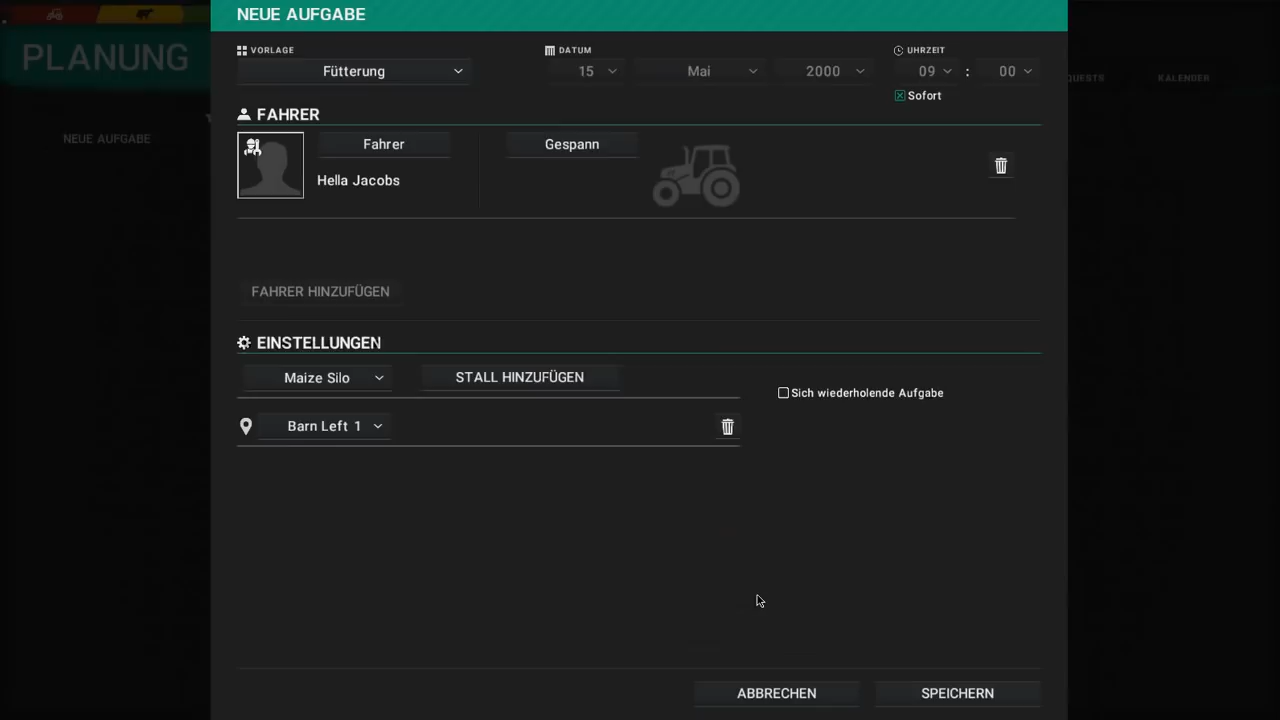 NEUE AUFGABE
PLANUNG
VORLAGE
DATUM
UHRZEIT
Fütterung
15
Mai
2000
09 : 00
UESTS
KALENDER
Sofort
FAHRER
NEUE AUFGABE
Fahrer
Gespann
Hella Jacobs
FAHRER HINZUFÜGEN
EINSTELLUNGEN
Maize Silo
STALL HINZUFÜGEN
Sich wiederholende Aufgabe
Barn Left 1
ABBRECHEN
SPEICHERN